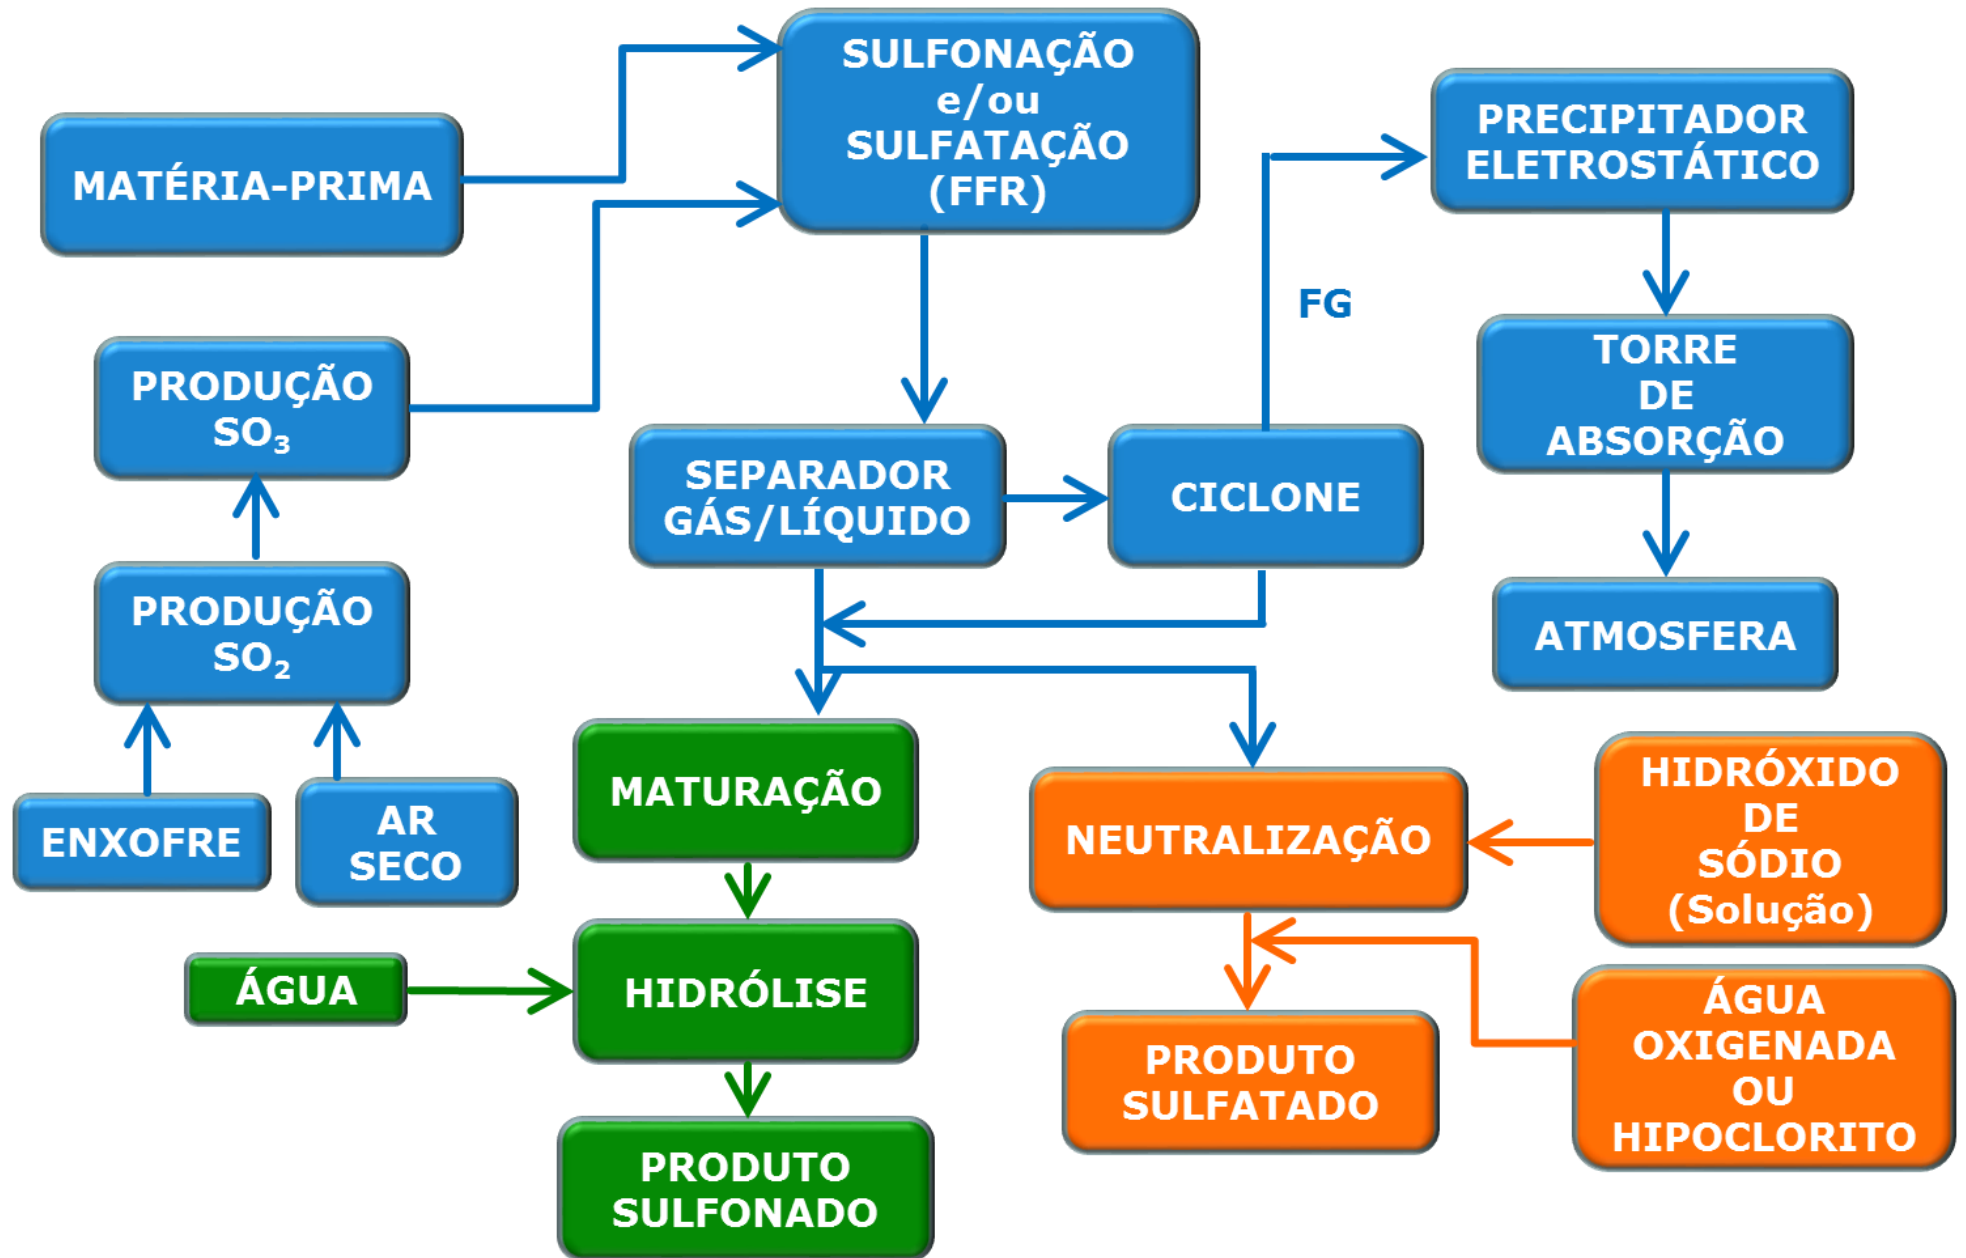 SULFONAÇÃO
e/ou
SULFATAÇÃO
(FFR)
MATÉRIA-PRIMA
PRECIPITADOR
ELETROSTÁTICO
FG
PRODUÇÃO
SO₃
TORRE
DE
ABSORÇÃO
SEPARADOR
GÁS/LÍQUIDO
CICLONE
PRODUÇÃO
SO₂
ATMOSFERA
MATURAÇÃO
ENXOFRE
AR
SECO
NEUTRALIZAÇÃO
HIDRÓXIDO
DE
SÓDIO
(Solução)
ÁGUA
HIDRÓLISE
PRODUTO
SULFATADO
ÁGUA
OXIGENADA
OU
HIPOCLORITO
PRODUTO
SULFONADO